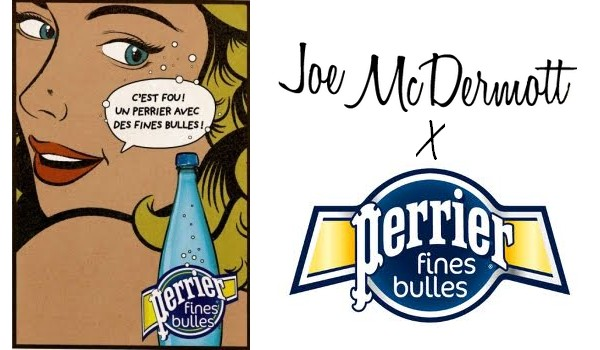 C'EST FOU!
UN PERRIER AVEC
DES FINES BULLES!
perrier
fines
bulles
Joe McDermott
X
perrier
fines
bulles